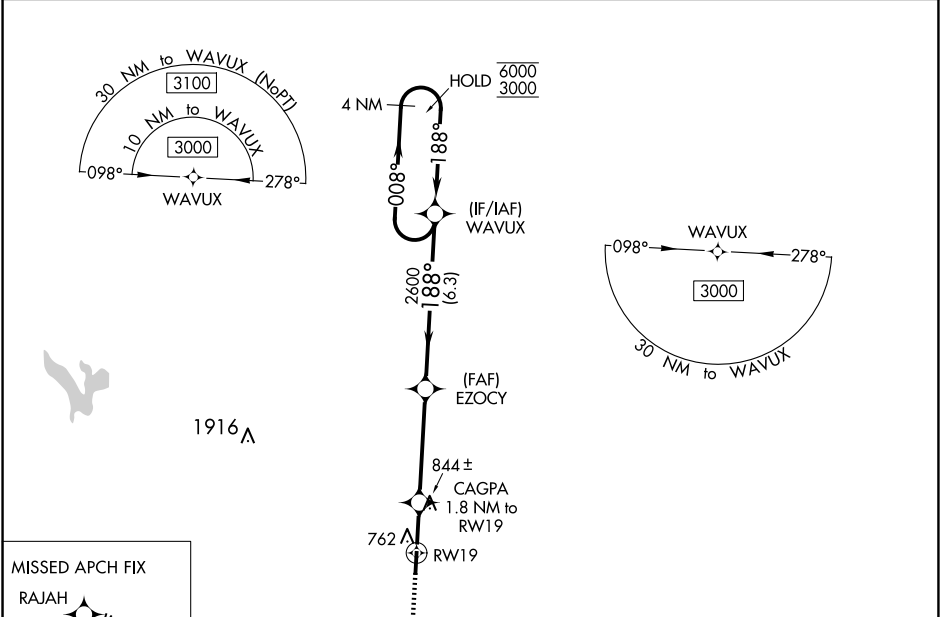 30 NM to WAVUX (NoPT)
3100
10 NM to WAVUX
3000
098°
278°
WAVUX
HOLD 6000
3000
4 NM
188°
008°
(IF/IAF)
WAVUX
2600
188°
(6.3)
WAVUX
098°
278°
3000
30 NM to WAVUX
(FAF)
EZOCY
1916
844 ±
CAGPA
1.8 NM to
RW19
762
RW19
MISSED APCH FIX
RAJAH